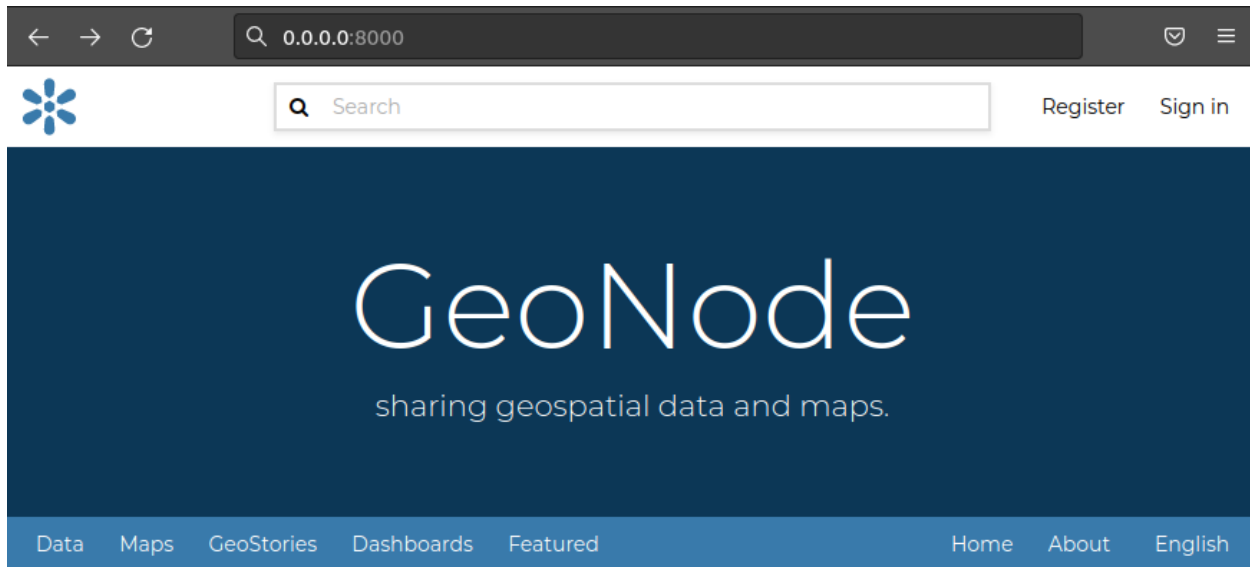 0.0.0.0:8000
Search Register Sign in
GeoNode
sharing geospatial data and maps.
Data Maps GeoStories Dashboards Featured Home About English